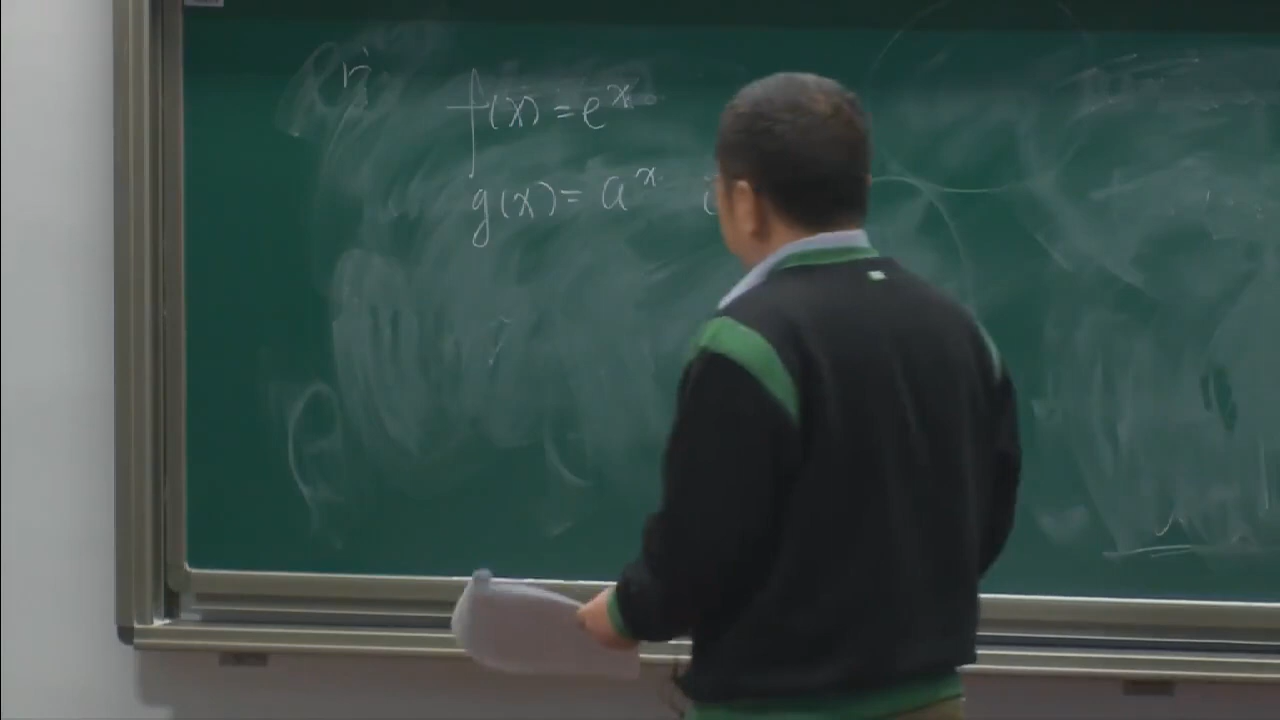 f(x) = e^x
g(x) = a^x